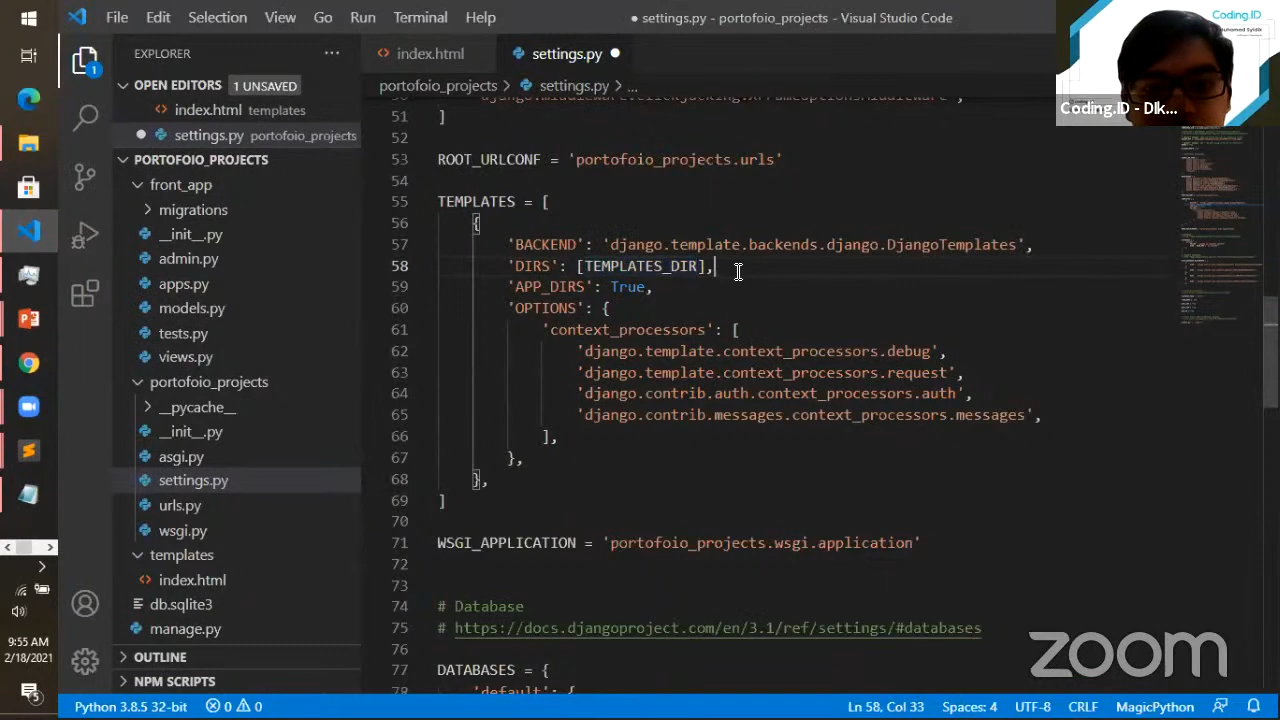 File Edit Selection View Go Run Terminal Help
● settings.py - portofoio_projects - Visual Studio Code
Coding.ID
Coding.ID - Dik...
EXPLORER ...
OPEN EDITORS 1 UNSAVED
index.html templates
settings.py portofoio_projects
PORTOFOIO_PROJECTS
front_app
migrations
__init__.py
admin.py
apps.py
models.py
tests.py
views.py
portofoio_projects
__pycache__
__init__.py
asgi.py
settings.py
urls.py
wsgi.py
templates
index.html
db.sqlite3
manage.py
OUTLINE
NPM SCRIPTS
1
index.html
settings.py
portofoio_projects > settings.py > ...
51 ]
52
53 ROOT_URLCONF = 'portofoio_projects.urls'
54
55 TEMPLATES = [
56 {
57 'BACKEND': 'django.template.backends.django.DjangoTemplates',
58 'DIRS': [TEMPLATES_DIR],
59 'APP_DIRS': True,
60 'OPTIONS': {
61 'context_processors': [
62 'django.template.context_processors.debug',
63 'django.template.context_processors.request',
64 'django.contrib.auth.context_processors.auth',
65 'django.contrib.messages.context_processors.messages',
66 ],
67 },
68 },
69 ]
70
71 WSGI_APPLICATION = 'portofoio_projects.wsgi.application'
72
73
74 # Database
75 # https://docs.djangoproject.com/en/3.1/ref/settings/#databases
76
77 DATABASES = {
78 'default': {
zoom
9:55 AM
2/18/2021
5
Python 3.8.5 32-bit 0 0
Ln 58, Col 33 Spaces: 4 UTF-8 CRLF MagicPython